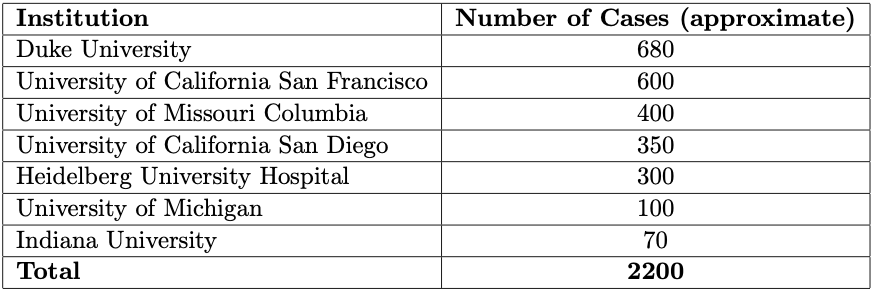 Institution Number of Cases (approximate)
Duke University 680
University of California San Francisco 600
University of Missouri Columbia 400
University of California San Diego 350
Heidelberg University Hospital 300
University of Michigan 100
Indiana University 70
Total 2200